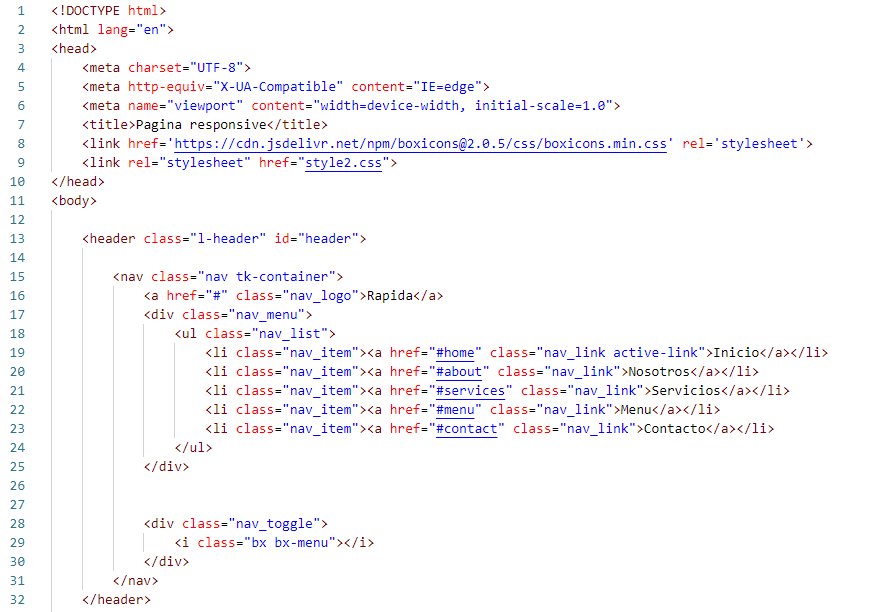 1 <!DOCTYPE html>
2 <html lang="en">
3 <head>
4     <meta charset="UTF-8">
5     <meta http-equiv="X-UA-Compatible" content="IE=edge">
6     <meta name="viewport" content="width=device-width, initial-scale=1.0">
7     <title>Pagina responsive</title>
8     <link href='https://cdn.jsdelivr.net/npm/boxicons@2.0.5/css/boxicons.min.css' rel='stylesheet'>
9     <link rel="stylesheet" href="style2.css">
10 </head>
11 <body>
12
13     <header class="l-header" id="header">
14
15         <nav class="nav tk-container">
16             <a href="#" class="nav_logo">Rapida</a>
17             <div class="nav_menu">
18                 <ul class="nav_list">
19                     <li class="nav_item"><a href="#home" class="nav_link active-link">Inicio</a></li>
20                     <li class="nav_item"><a href="#about" class="nav_link">Nosotros</a></li>
21                     <li class="nav_item"><a href="#services" class="nav_link">Servicios</a></li>
22                     <li class="nav_item"><a href="#menu" class="nav_link">Menu</a></li>
23                     <li class="nav_item"><a href="#contact" class="nav_link">Contacto</a></li>
24                 </ul>
25             </div>
26
27
28             <div class="nav_toggle">
29                 <i class="bx bx-menu"></i>
30             </div>
31         </nav>
32     </header>